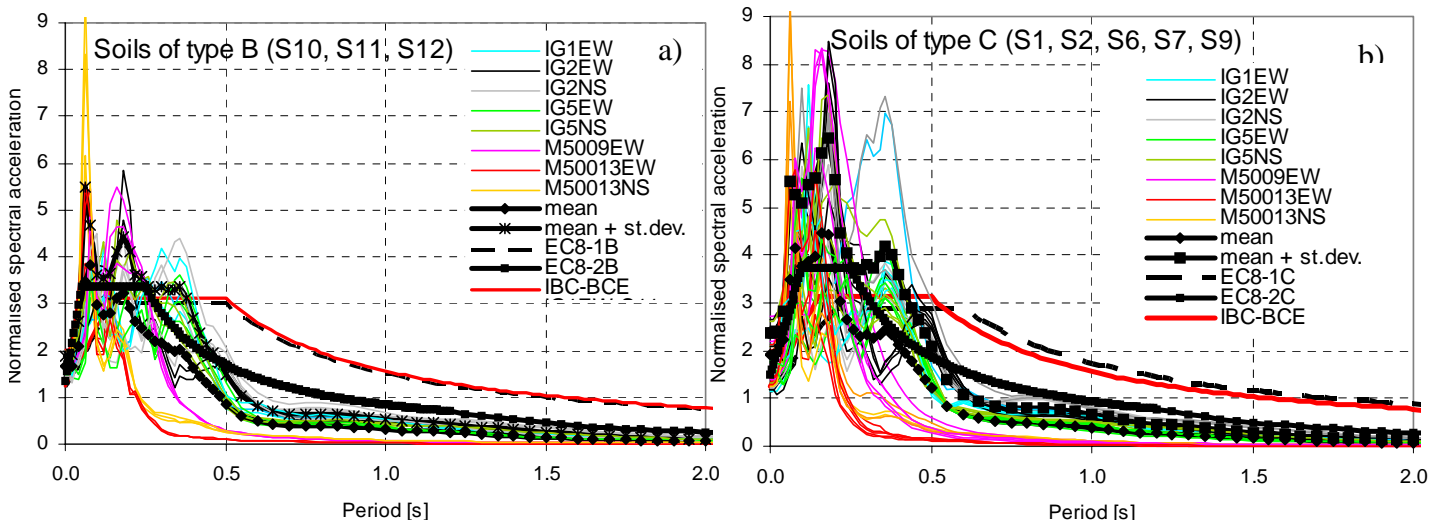 Soils of type B (S10, S11, S12)
a)
Normalised spectral acceleration
9
8
7
6
5
4
3
2
1
0
0.0
0.5
1.0
1.5
2.0
Period [s]
IG1EW
IG2EW
IG2NS
IG5EW
IG5NS
M5009EW
M50013EW
M50013NS
mean
mean + st.dev.
EC8-1B
EC8-2B
IBC-BCE
Soils of type C (S1, S2, S6, S7, S9)
b)
Normalised spectral acceleration
9
8
7
6
5
4
3
2
1
0
0.0
0.5
1.0
1.5
2.0
Period [s]
IG1EW
IG2EW
IG2NS
IG5EW
IG5NS
M5009EW
M50013EW
M50013NS
mean
mean + st.dev.
EC8-1C
EC8-2C
IBC-BCE